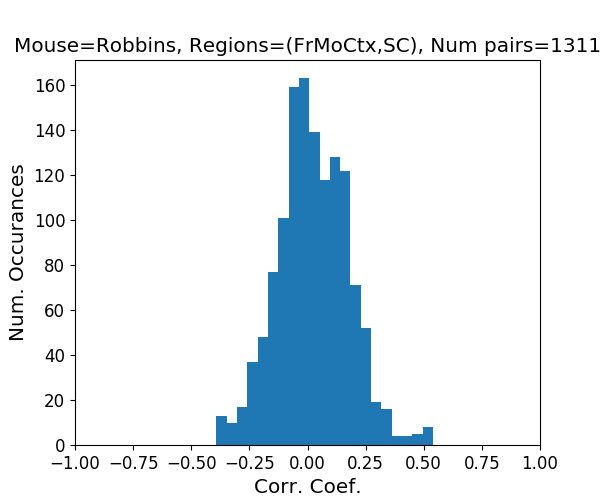 Mouse=Robbins, Regions=(FrMoCtx,SC), Num pairs=1311
160
140
120
100
80
60
40
20
0
Num. Occurances
−1.00 −0.75 −0.50 −0.25 0.00 0.25 0.50 0.75 1.00
Corr. Coef.